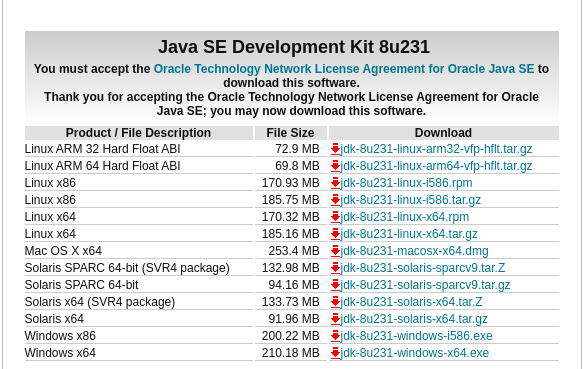 Java SE Development Kit 8u231
You must accept the Oracle Technology Network License Agreement for Oracle Java SE to
download this software.
Thank you for accepting the Oracle Technology Network License Agreement for Oracle
Java SE; you may now download this software.
Product / File Description File Size Download
Linux ARM 32 Hard Float ABI 72.9 MB jdk-8u231-linux-arm32-vfp-hflt.tar.gz
Linux ARM 64 Hard Float ABI 69.8 MB jdk-8u231-linux-arm64-vfp-hflt.tar.gz
Linux x86 170.93 MB jdk-8u231-linux-i586.rpm
Linux x86 185.75 MB jdk-8u231-linux-i586.tar.gz
Linux x64 170.32 MB jdk-8u231-linux-x64.rpm
Linux x64 185.16 MB jdk-8u231-linux-x64.tar.gz
Mac OS X x64 253.4 MB jdk-8u231-macosx-x64.dmg
Solaris SPARC 64-bit (SVR4 package) 132.98 MB jdk-8u231-solaris-sparcv9.tar.Z
Solaris SPARC 64-bit 94.16 MB jdk-8u231-solaris-sparcv9.tar.gz
Solaris x64 (SVR4 package) 133.73 MB jdk-8u231-solaris-x64.tar.Z
Solaris x64 91.96 MB jdk-8u231-solaris-x64.tar.gz
Windows x86 200.22 MB jdk-8u231-windows-i586.exe
Windows x64 210.18 MB jdk-8u231-windows-x64.exe